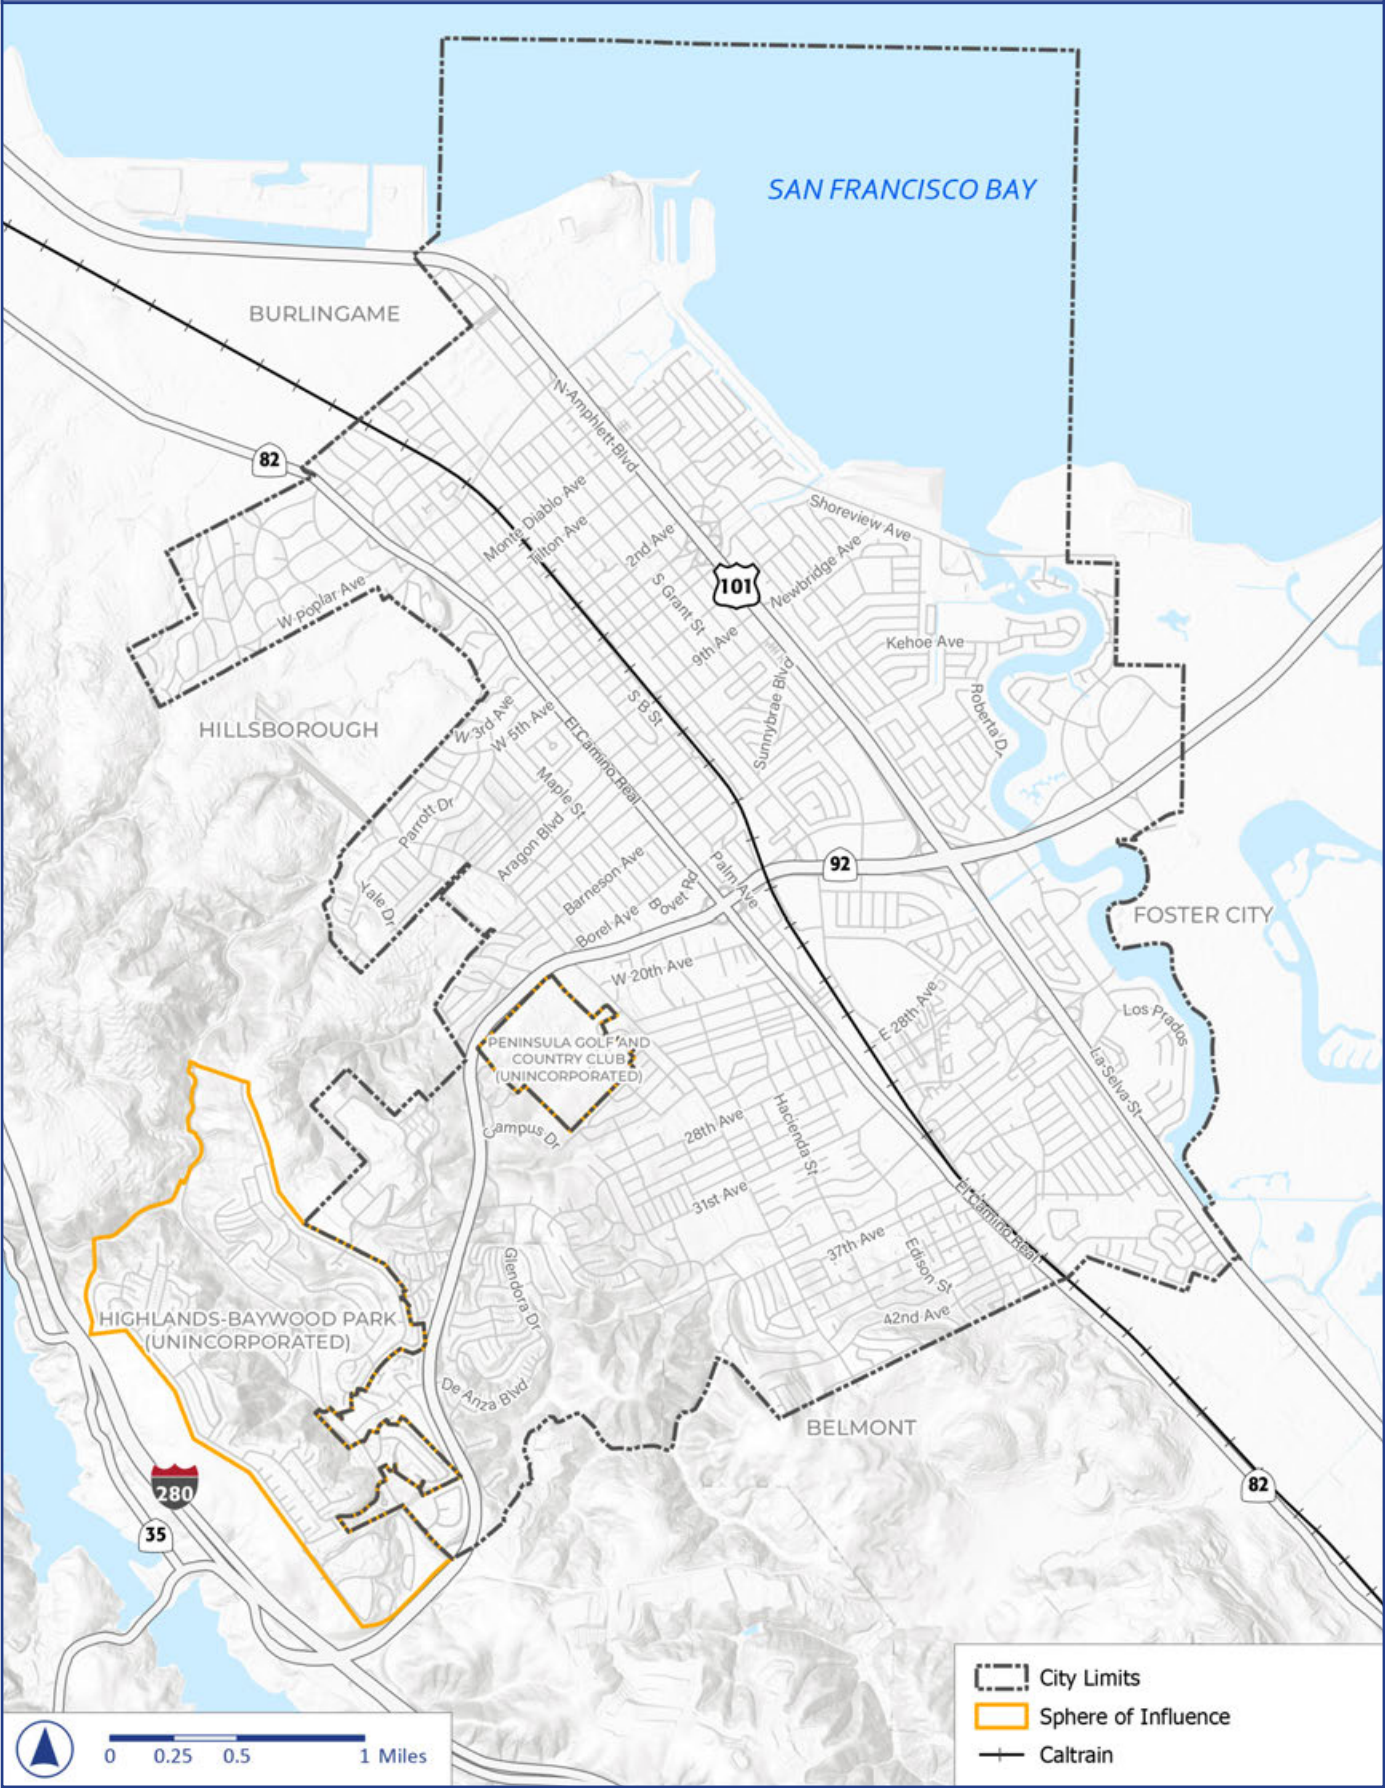 SAN FRANCISCO BAY
BURLINGAME
N Amphlett Blvd
82
Monte Diablo Ave
Tilton Ave
2nd Ave
Shoreview Ave
Newbridge Ave
101
S Grant St
W Poplar Ave
9th Ave
Kehoe Ave
Sunnybrae Blvd
Roberta Dr
S B St
HILLSBOROUGH
W 3rd Ave
W 5th Ave
El Camino Real
Maple St
Parrott Dr
Aragon Blvd
Barneson Ave
Palm Ave
92
Bovet Rd
Yale Dr
Borel Ave
FOSTER CITY
W 20th Ave
E 28th Ave
Los Prados
PENINSULA GOLF AND
COUNTRY CLUB
(UNINCORPORATED)
La Selva St
Campus Dr
28th Ave
Hacienda St
31st Ave
El Camino Real
37th Ave
Edison St
Glendora Dr
42nd Ave
HIGHLANDS-BAYWOOD PARK
(UNINCORPORATED)
De Anza Blvd
BELMONT
280
35
82
City Limits
Sphere of Influence
Caltrain
0 0.25 0.5 1 Miles